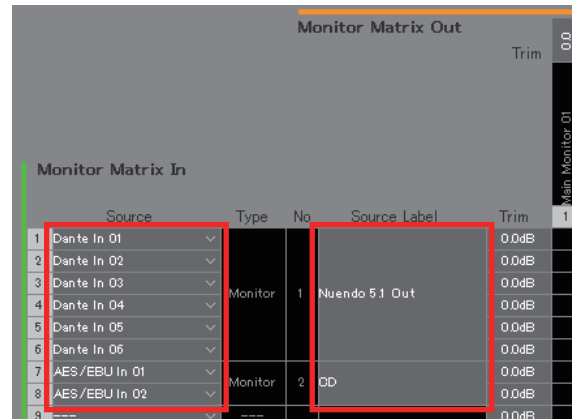 Monitor Matrix Out
Trim
0.0
Main Monitor 01
Monitor Matrix In
Source Type No Source Label Trim 1
1 Dante In 01 0.0dB
2 Dante In 02 0.0dB
3 Dante In 03 0.0dB
Monitor 1 Nuendo 5.1 Out
4 Dante In 04 0.0dB
5 Dante In 05 0.0dB
6 Dante In 06 0.0dB
7 AES/EBU In 01 0.0dB
Monitor 2 CD
8 AES/EBU In 02 0.0dB
9 --- --- 0.0dB